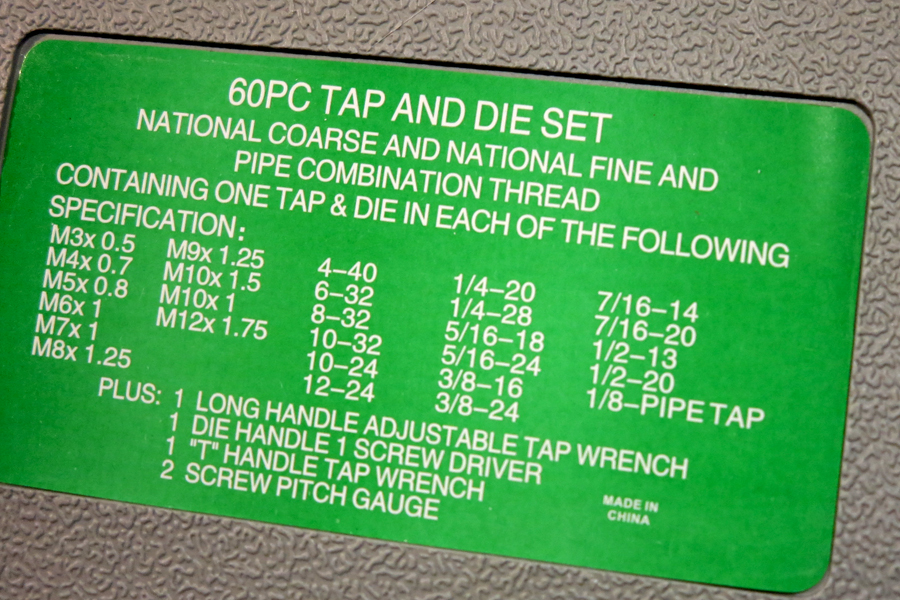 60PC TAP AND DIE SET
NATIONAL COARSE AND NATIONAL FINE AND
PIPE COMBINATION THREAD
CONTAINING ONE TAP & DIE IN EACH OF THE FOLLOWING
SPECIFICATION:
M3x 0.5
M4x 0.7
M5x 0.8
M6x 1
M7x 1
M8x 1.25
M9x 1.25
M10x 1.5
M10x 1
M12x 1.75
4-40
6-32
8-32
10-32
10-24
12-24
1/4-20
1/4-28
5/16-18
5/16-24
3/8-16
3/8-24
7/16-14
7/16-20
1/2-13
1/2-20
1/8-PIPE TAP
PLUS: 1 LONG HANDLE ADJUSTABLE TAP WRENCH
1 DIE HANDLE 1 SCREW DRIVER
1 "T" HANDLE TAP WRENCH
2 SCREW PITCH GAUGE
MADE IN
CHINA